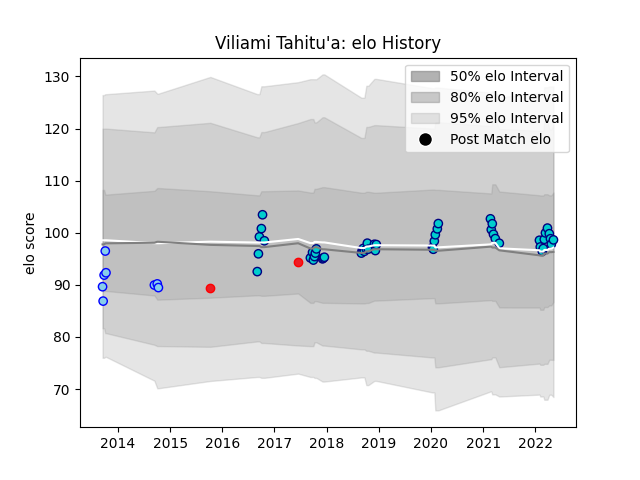 Viliami Tahitu'a: elo History
50% elo Interval
80% elo Interval
95% elo Interval
Post Match elo
elo score
130
120
110
100
90
80
70
2014 2015 2016 2017 2018 2019 2020 2021 2022